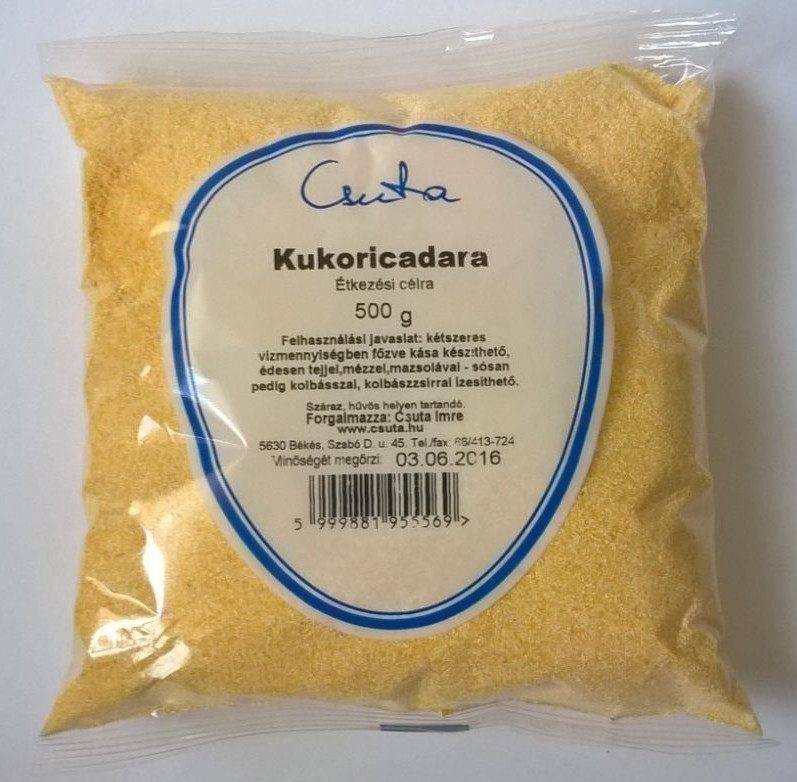 Csuta
Kukoricadara
Étkezési célra
500 g
Felhasználási javaslat: kétszeres
vízmennyiségben főzve kása készíthető,
édesen tejjel,mézzel,mazsolával - sósan
pedig kolbásszal, kolbászzsírral ízesíthető.
Száraz, hűvös helyen tartandó.
Forgalmazza: Csuta Imre
www.csuta.hu
5630 Békés, Szabó D. u. 45. Tel./fax: 66/413-724
Minőségét megőrzi: 03.06.2016
5 999881 955569 >